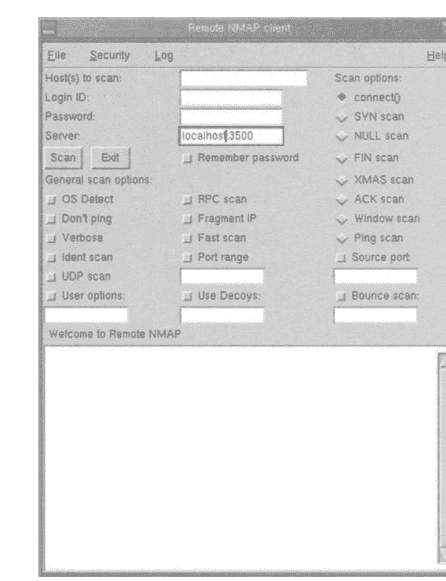 Remote NMAP client
File Security Log Help
Host(s) to scan: Scan options:
Login ID: connect()
Password: SYN scan
Server: localhost:3500 NULL scan
Scan Exit Remember password FIN scan
General scan options: XMAS scan
OS Detect RPC scan ACK scan
Don't ping Fragment IP Window scan
Verbose Fast scan Ping scan
Ident scan Port range Source port:
UDP scan
User options: Use Decoys: Bounce scan:
Welcome to Remote NMAP